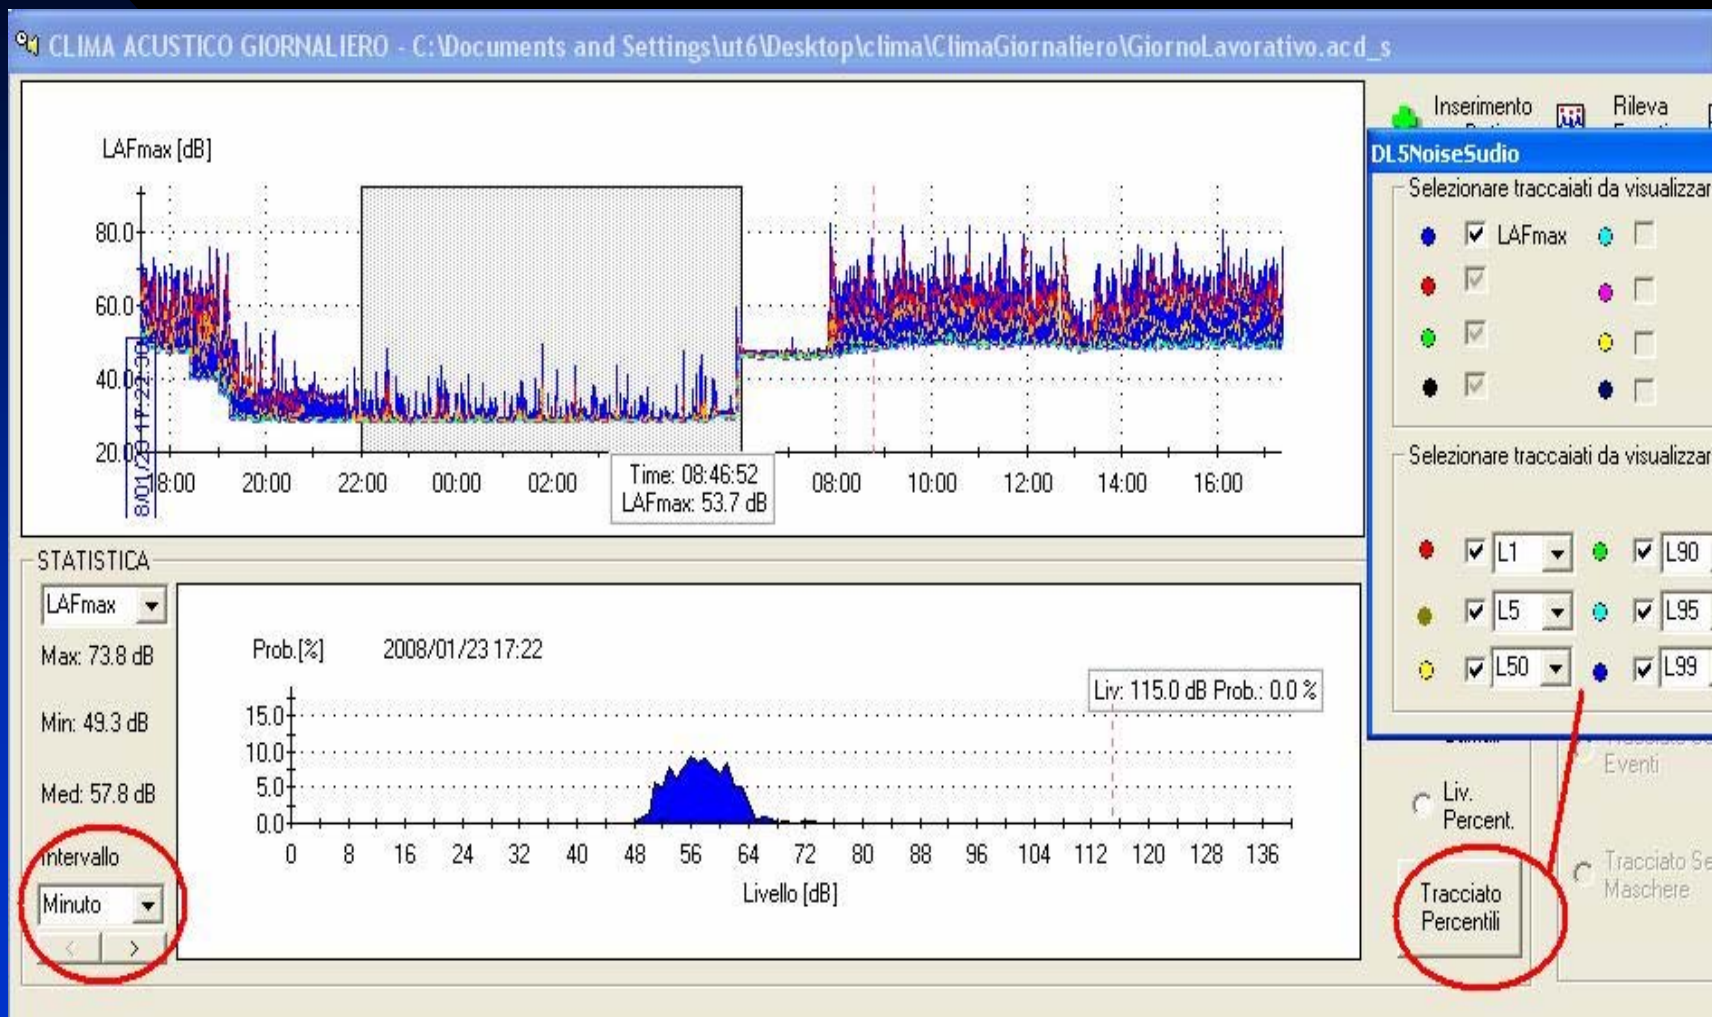 CLIMA ACUSTICO GIORNALIERO - C:\Documents and Settings\ut6\Desktop\clima\ClimaGiornaliero\GiornoLavorativo.acd_s
Inserimento
Rileva
LAFmax [dB]
80.0
60.0
40.0
20.0
18:00 20:00 22:00 00:00 02:00 08:00 10:00 12:00 14:00 16:00
Time: 08:46:52
LAFmax: 53.7 dB
DL5NoiseSudio
Selezionare traccaiati da visualizzar
LAFmax
Selezionare traccaiati da visualizzar
L1 L90
L5 L95
L50 L99
STATISTICA
LAFmax
Max: 73.8 dB
Min: 49.3 dB
Med: 57.8 dB
Intervallo
Minuto
< >
Prob.[%] 2008/01/23 17:22
Liv: 115.0 dB Prob.: 0.0 %
15.0
10.0
5.0
0.0
0 8 16 24 32 40 48 56 64 72 80 88 96 104 112 120 128 136
Livello [dB]
Eventi
Liv.
Percent.
Tracciato
Percentili
Tracciato Se
Maschere